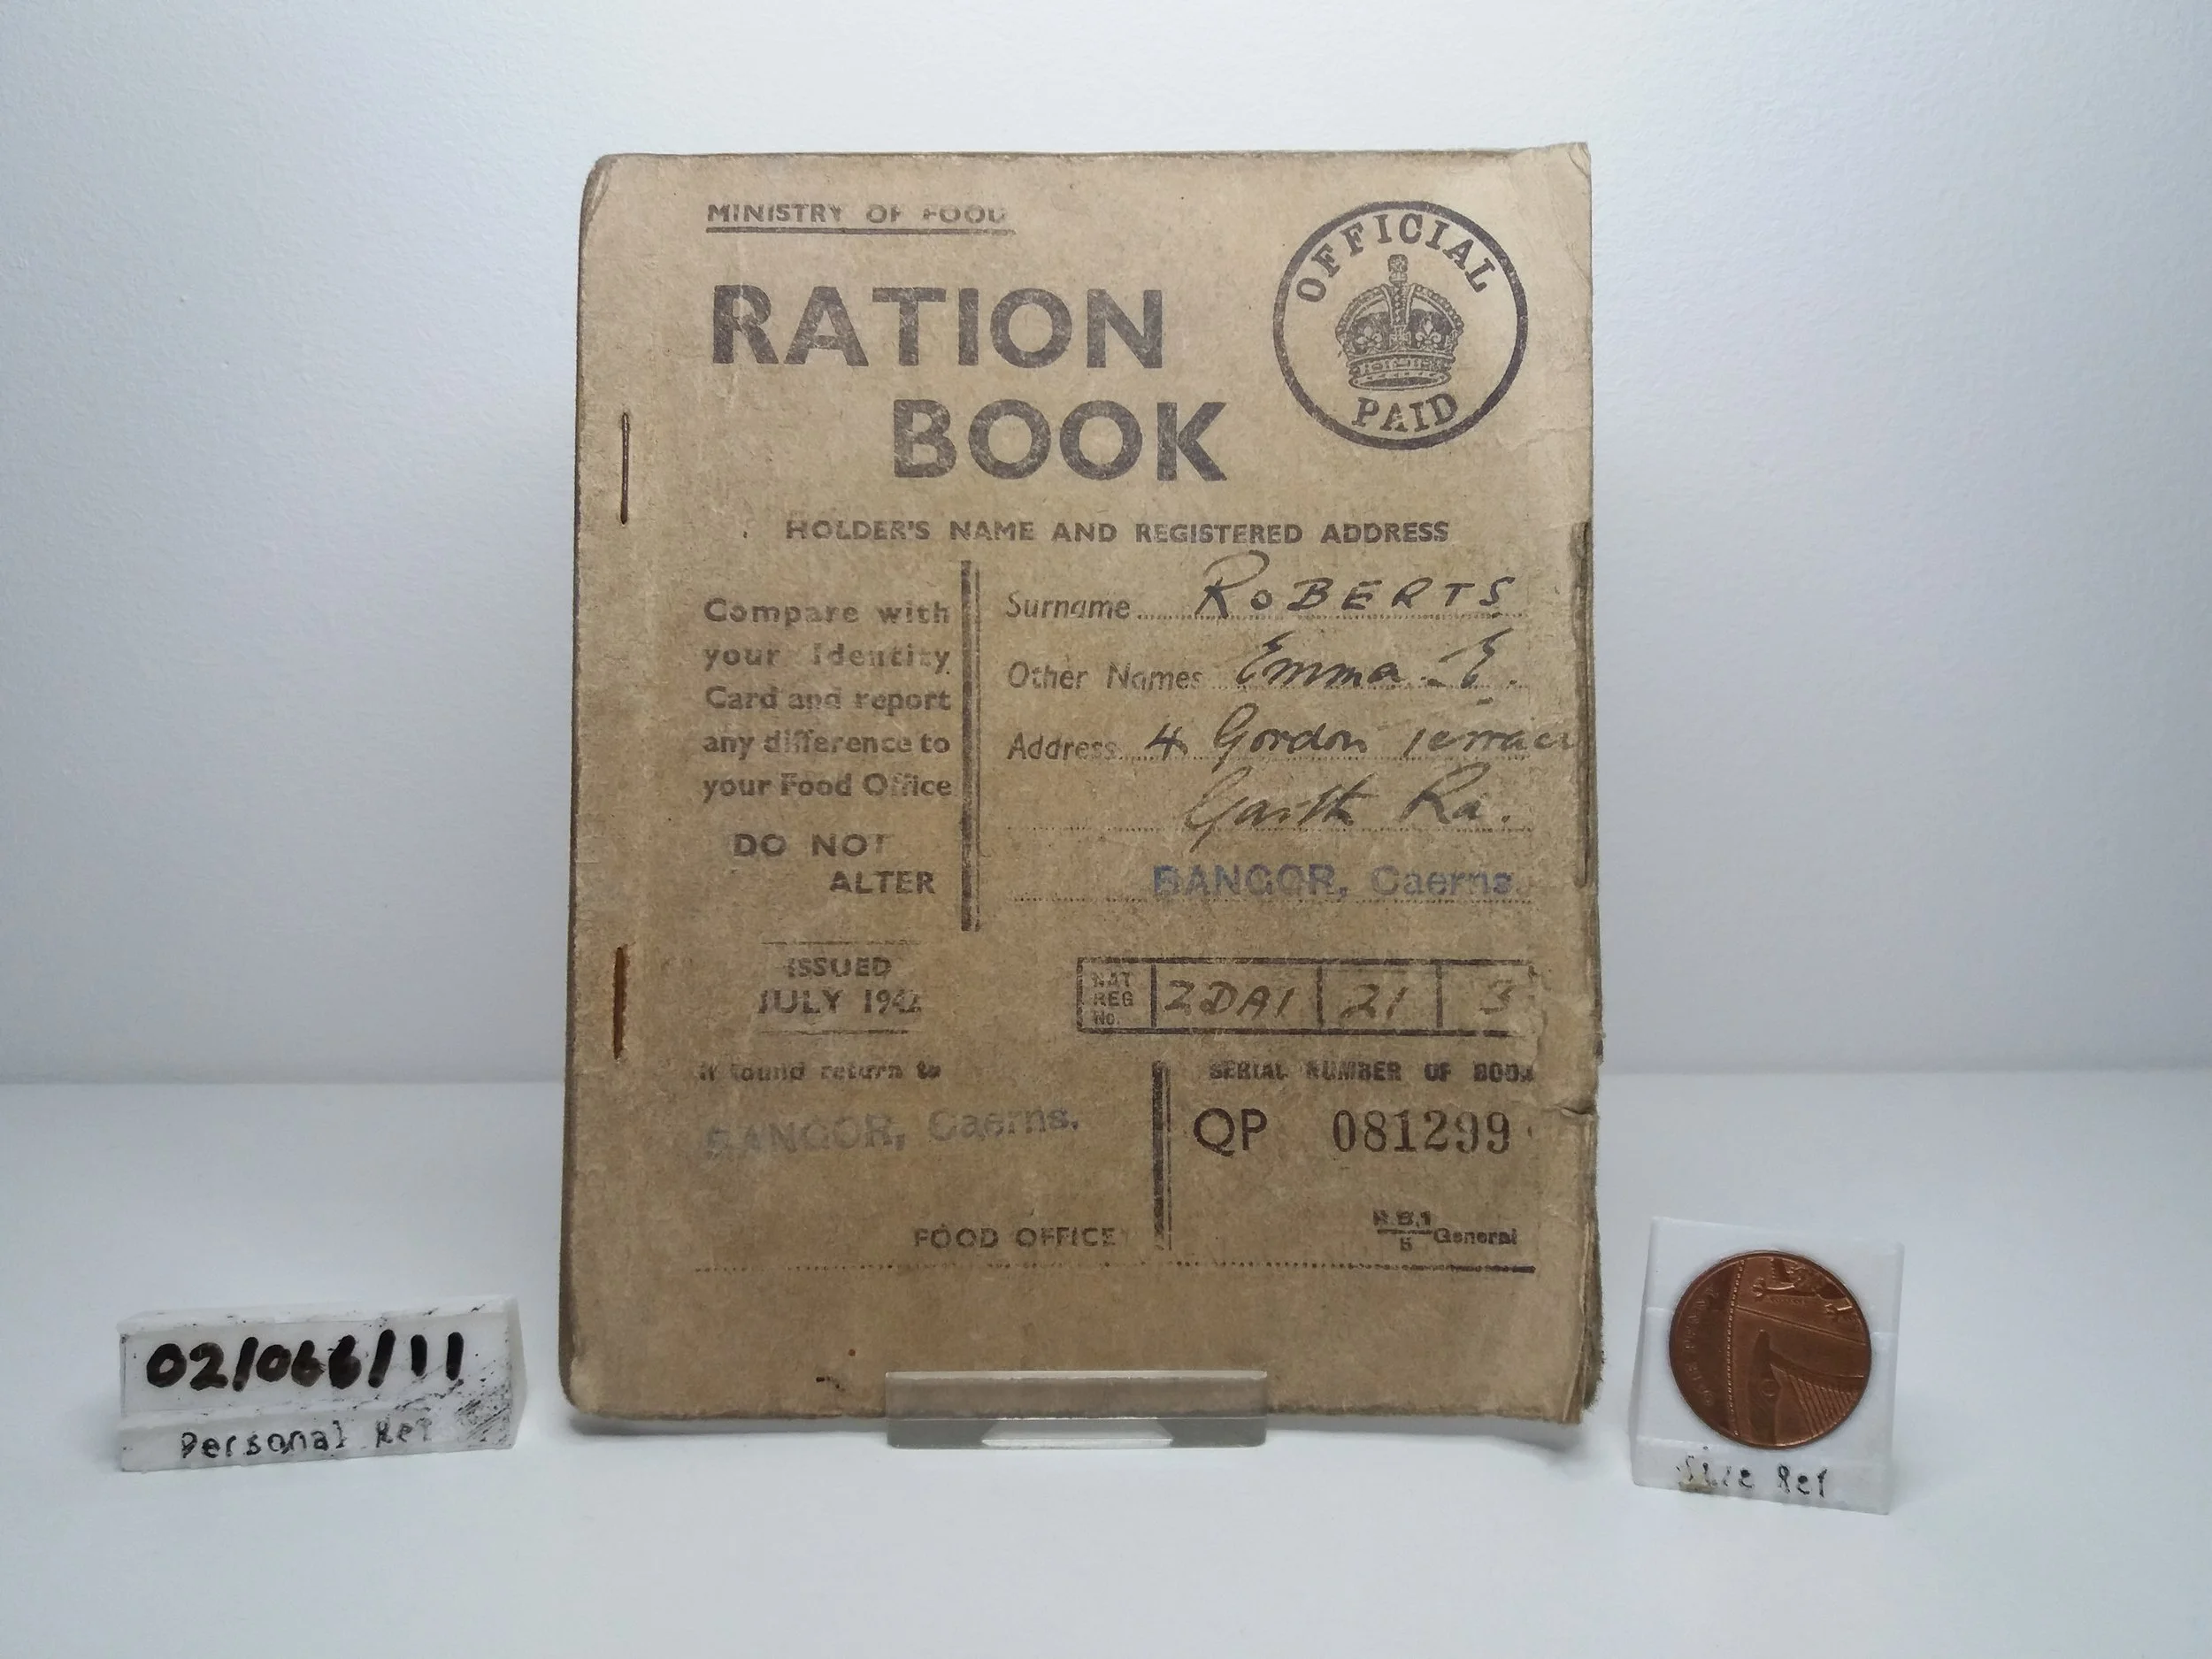 MINISTRY OF FOOD
OFFICIAL
PAID
RATION
BOOK
HOLDER'S NAME AND REGISTERED ADDRESS
Compare with
your Identity
Card and report
any difference to
your Food Office
DO NOT
ALTER
Surname ROBERTS
Other Names Emma E.
Address 4 Gordon Terrace
Garth Rd.
BANGOR, Caerns.
ISSUED
JULY 1942
NAT
REG
No.
ZDAI 21 3
If found return to
BANGOR, Caerns.
FOOD OFFICE
SERIAL NUMBER OF BOOK
QP 081299
R.B.1
5
General
02/066/11
Personal Ref
Size Ref